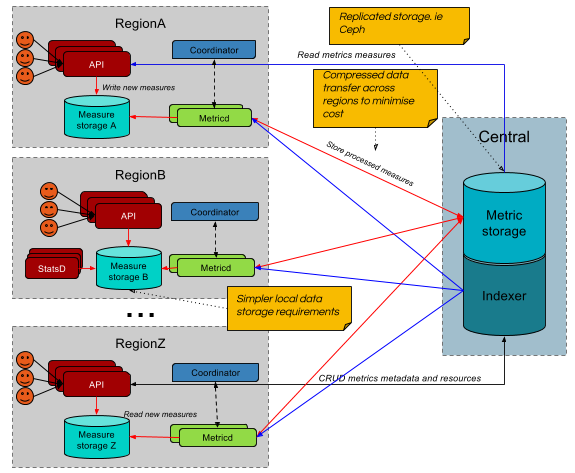 RegionA
API
Write new measures
Measure
storage A
Coordinator
Metricd
Replicated storage. ie
Ceph
Read metrics measures
Compressed data
transfer across
regions to minimise
cost
Store processed measures
Central
Metric
storage
Indexer
RegionB
API
StatsD
Measure
storage B
Coordinator
Metricd
Simpler local data
storage requirements
...
RegionZ
API
Coordinator
CRUD metrics metadata and resources
Read new measures
Measure
storage Z
Metricd